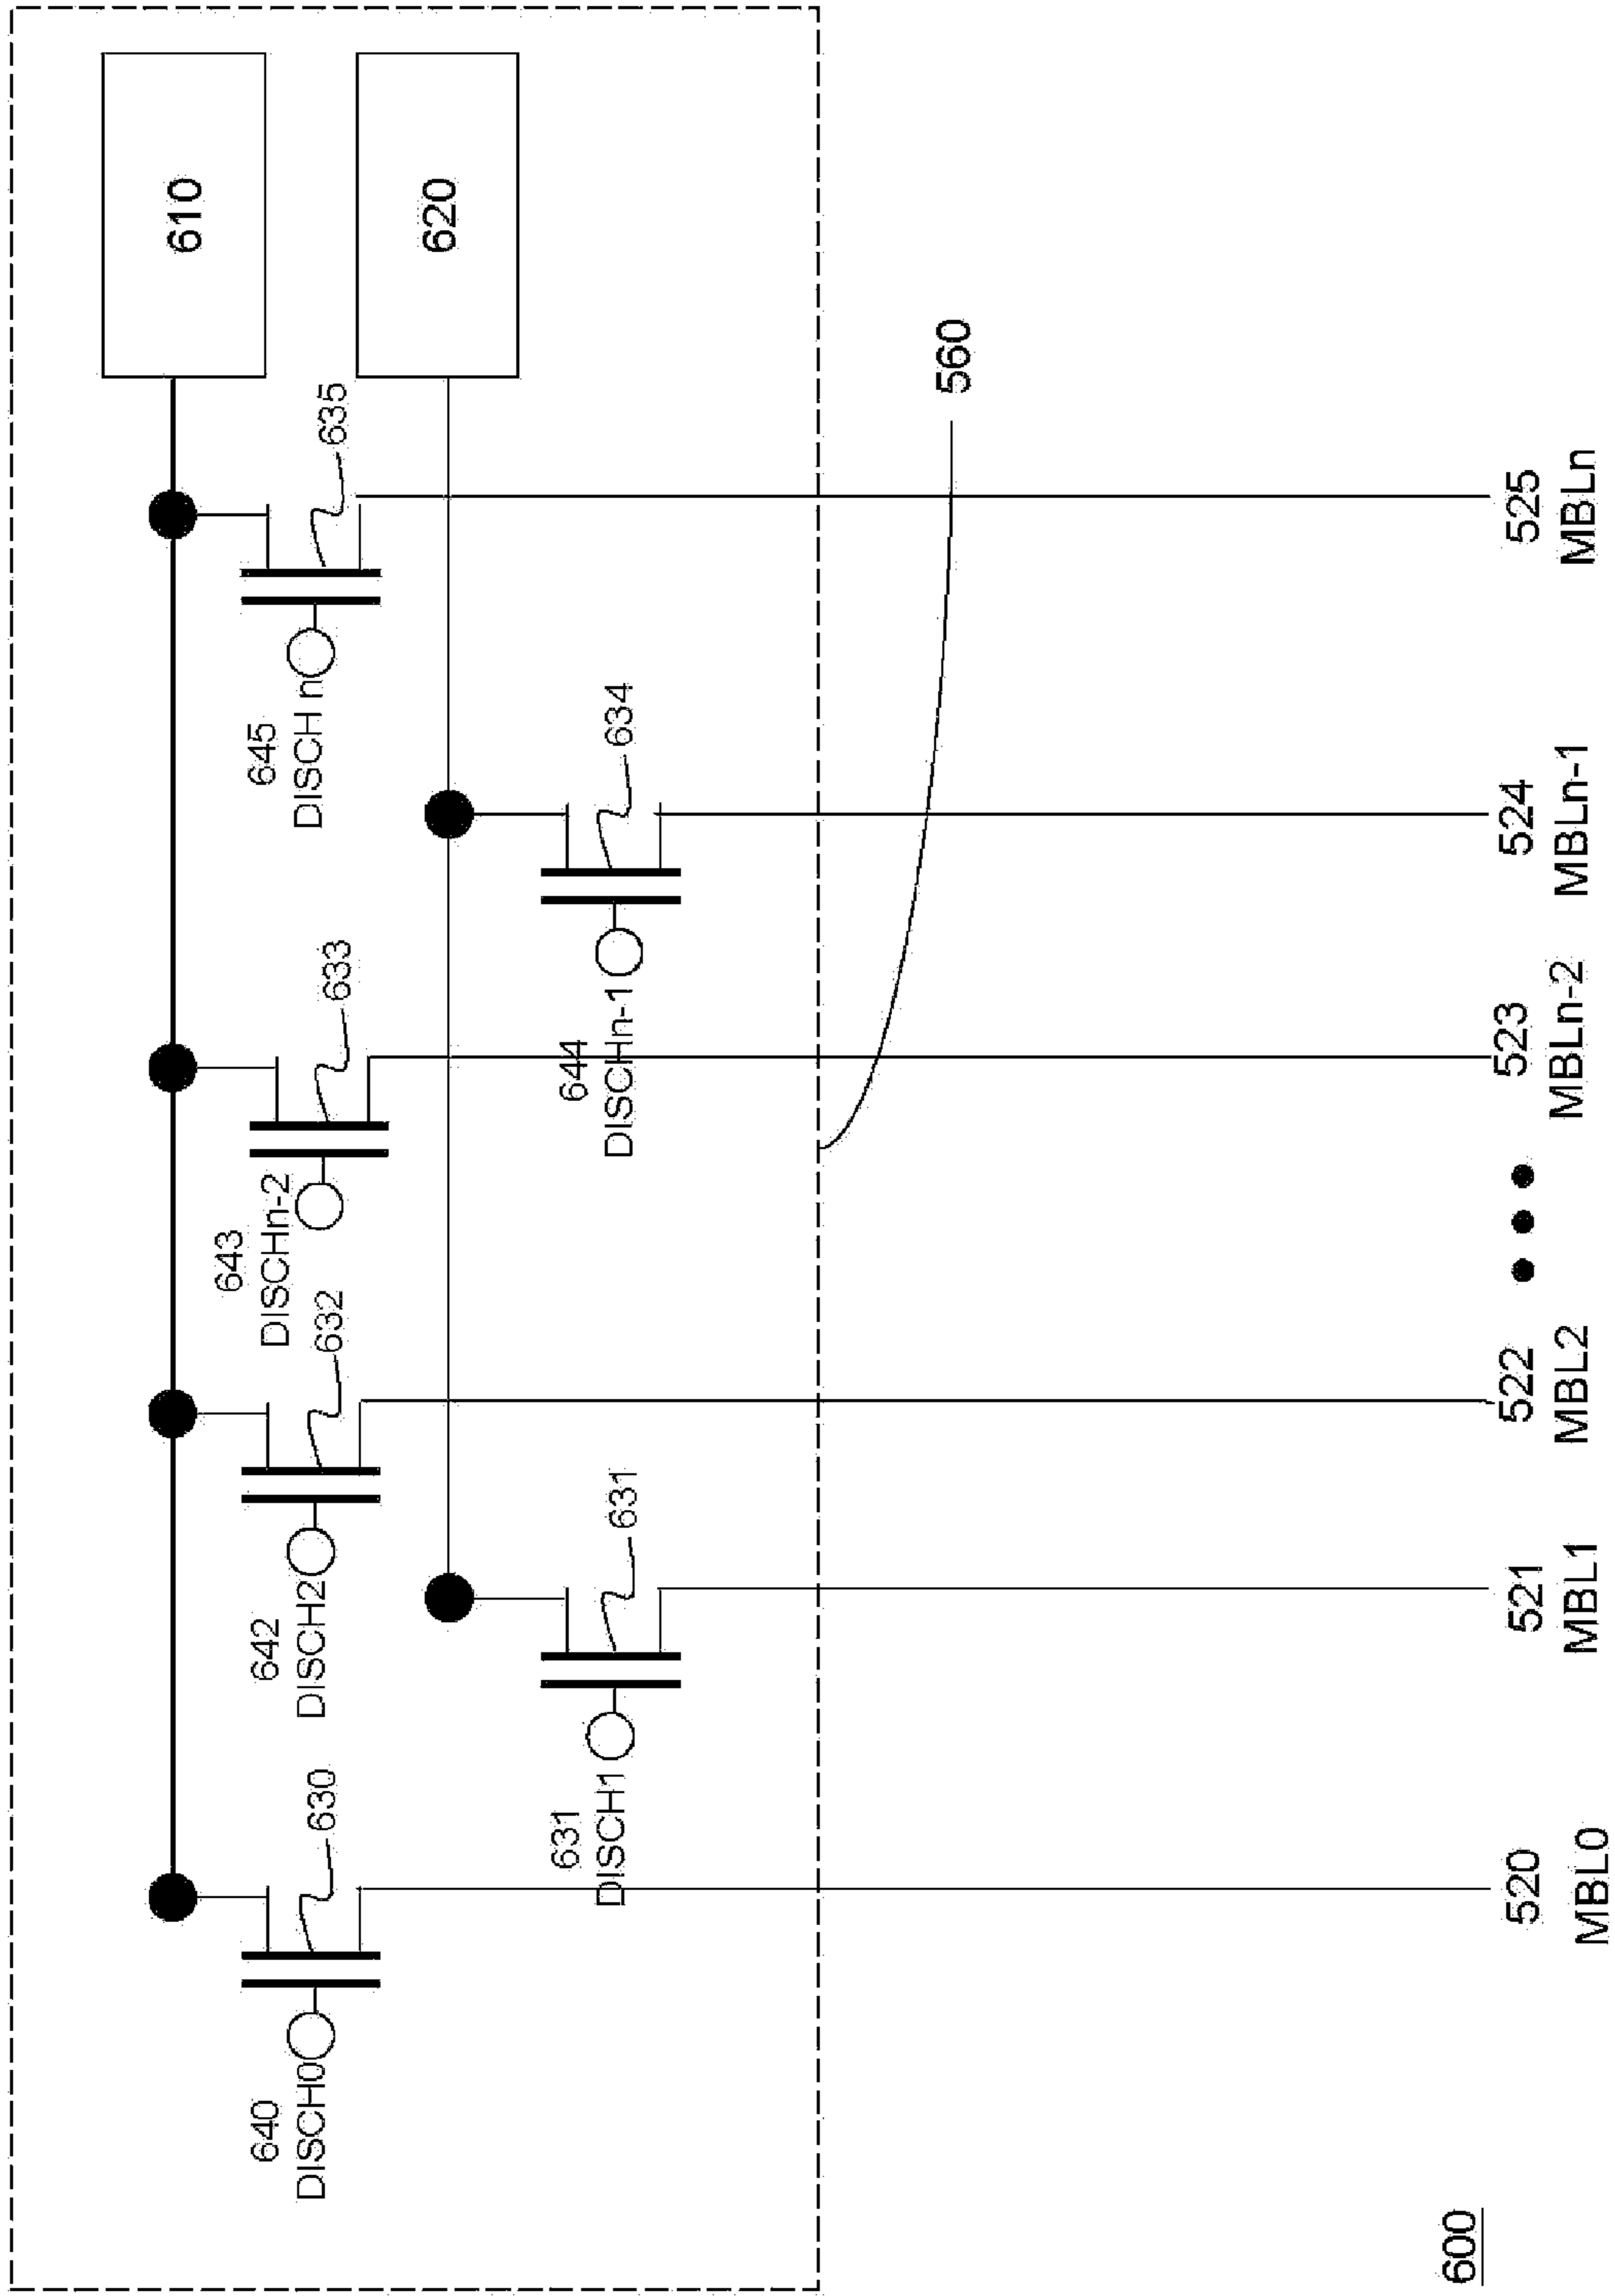 610
620
635
645
DISCH n
634
644
DISCHn-1
633
643
DISCHn-2
632
642
DISCH2
631
631
DISCH1
630
640
DISCH0
560
520
MBL0
521
MBL1
522
MBL2
523
MBLn-2
524
MBLn-1
525
MBLn
600